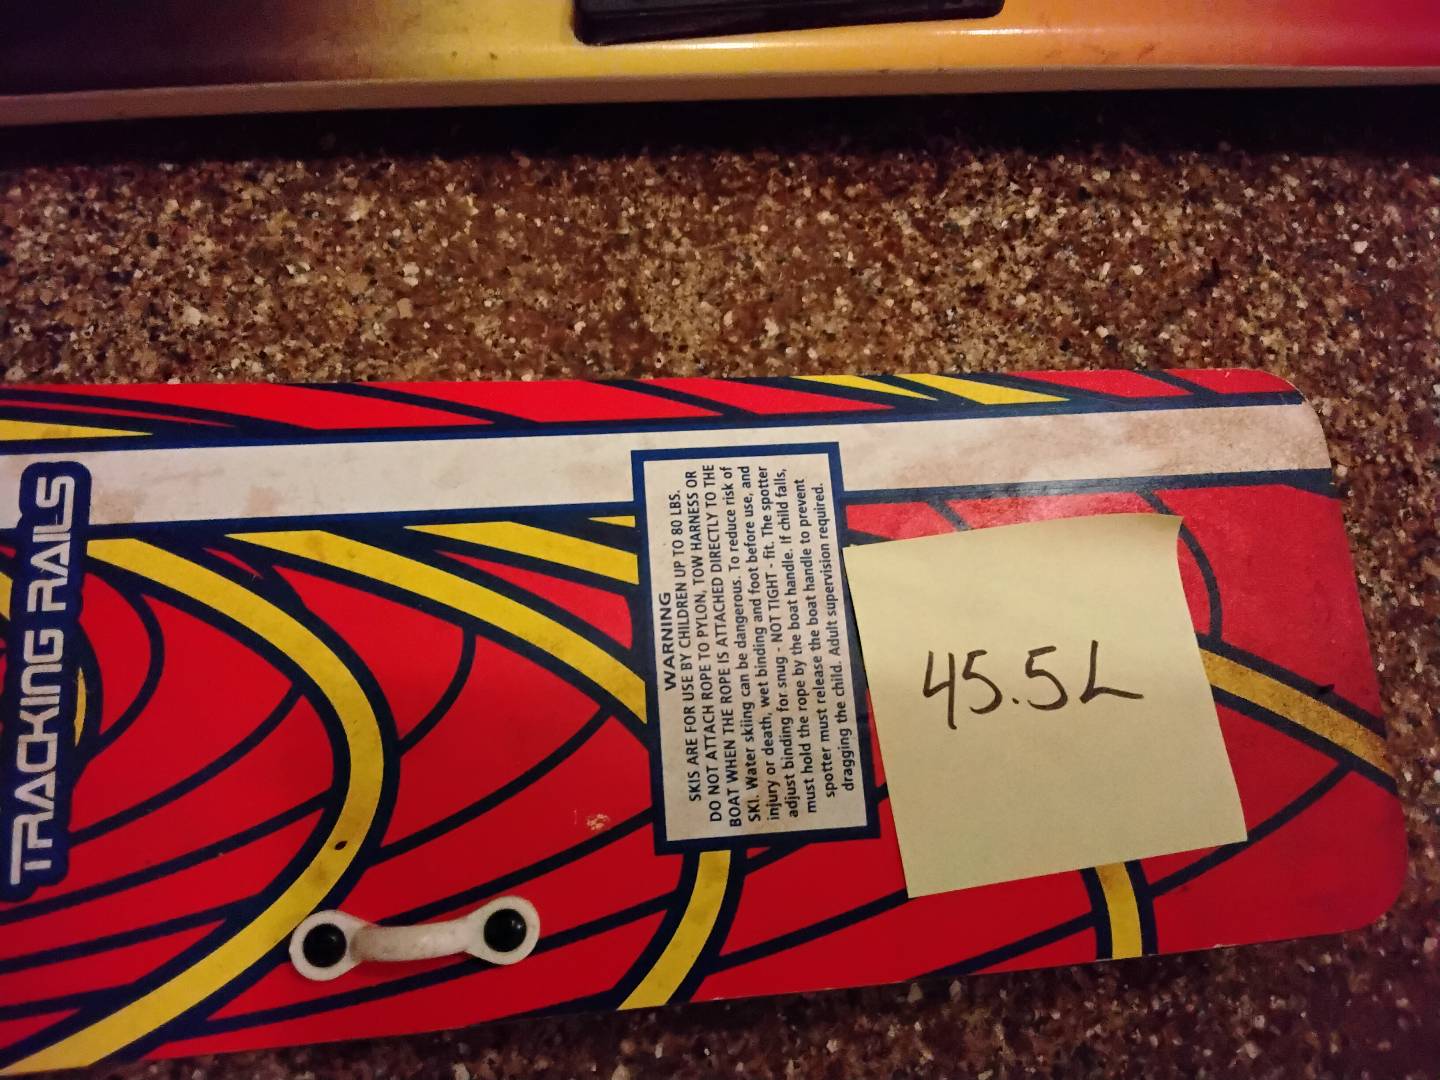 TRACKING RAILS
WARNING
SKIS ARE FOR USE BY CHILDREN UP TO 80 LBS.
DO NOT ATTACH ROPE TO PYLON, TOW HARNESS OR
BOAT WHEN THE ROPE IS ATTACHED DIRECTLY TO THE
SKI. Water skiing can be dangerous. To reduce risk of
injury or death, wet binding and foot before use, and
adjust binding for snug - NOT TIGHT - fit. The spotter
must hold the rope by the boat handle. If child falls,
spotter must release the boat handle to prevent
dragging the child. Adult supervision required.
45.5L